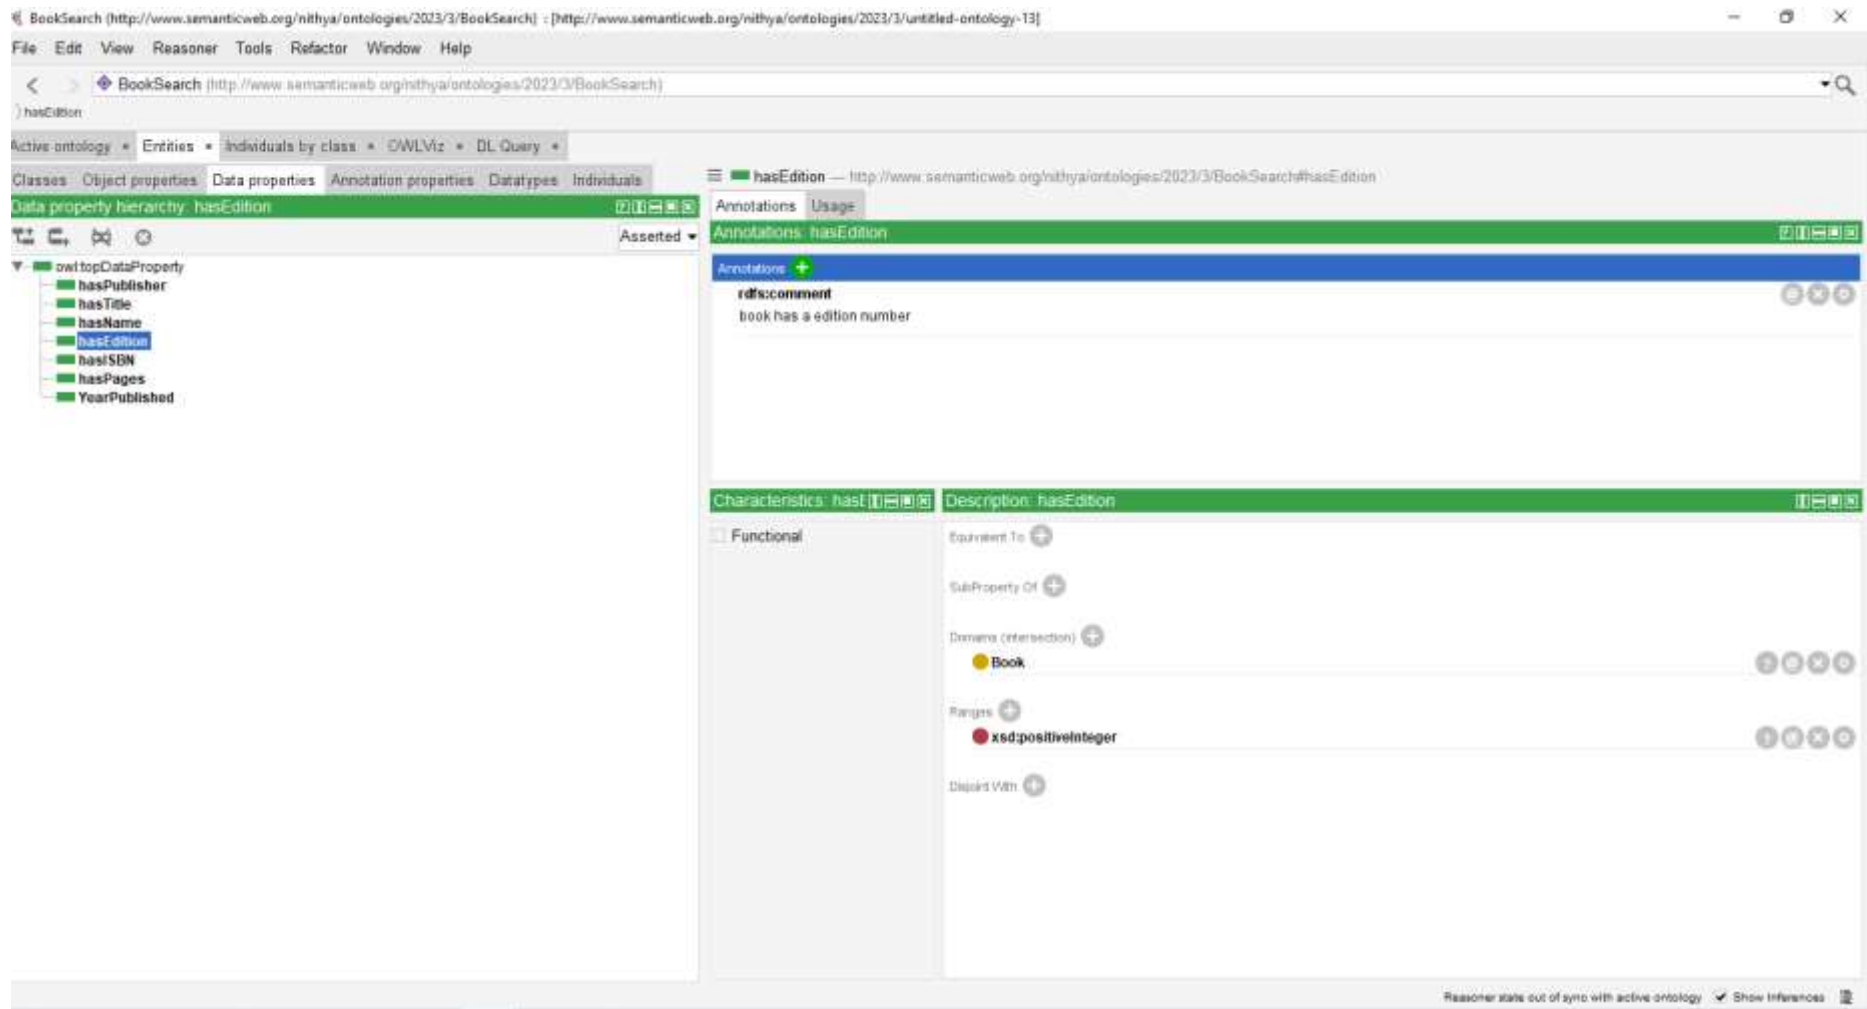 BookSearch (http://www.semanticweb.org/nithya/ontologies/2023/3/BookSearch) : [http://www.semanticweb.org/nithya/ontologies/2023/3/untitled-ontology-13]
File Edit View Reasoner Tools Refactor Window Help
BookSearch (http://www.semanticweb.org/nithya/ontologies/2023/3/BookSearch)
hasEdition
Active ontology Entities Individuals by class OWLViz DL Query
Classes Object properties Data properties Annotation properties Datatypes Individuals
Data property hierarchy: hasEdition
Asserted
owl:topDataProperty
hasPublisher
hasTitle
hasName
hasEdition
hasISBN
hasPages
YearPublished
hasEdition — http://www.semanticweb.org/nithya/ontologies/2023/3/BookSearch#hasEdition
Annotations Usage
Annotations: hasEdition
Annotations
rdfs:comment
book has a edition number
Characteristics: hasE
Functional
Description: hasEdition
Equivalent To
SubProperty Of
Domains (intersection)
Book
Ranges
xsd:positiveInteger
Disjoint With
Reasoner state out of sync with active ontology Show Inferences